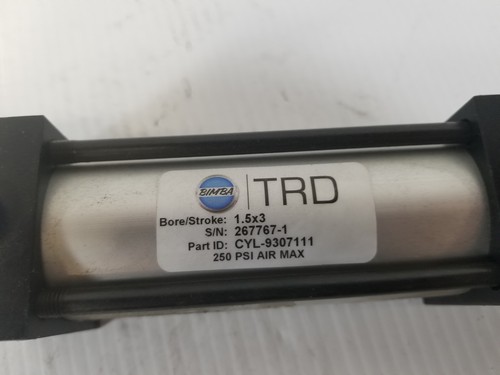 BIMBA TRD
Bore/Stroke: 1.5x3
S/N: 267767-1
Part ID: CYL-9307111
250 PSI AIR MAX